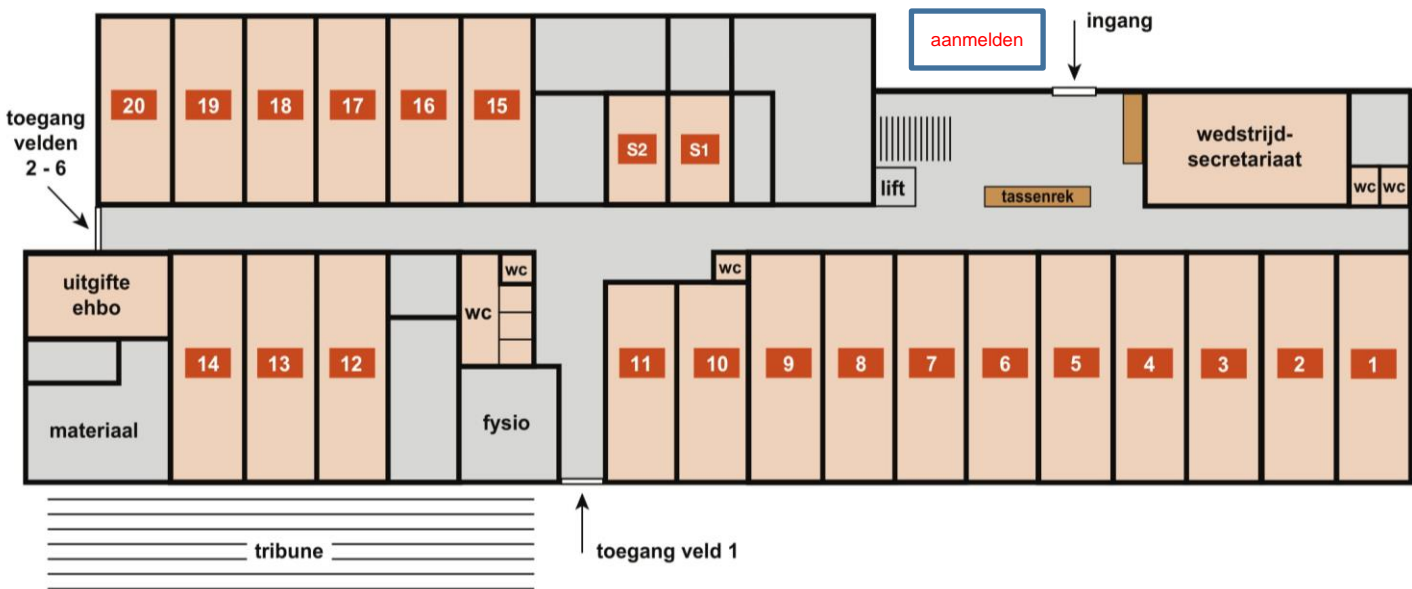 aanmelden
ingang
20
19
18
17
16
15
toegang
velden
2 - 6
S2
S1
wedstrijd-
secretariaat
lift
tassenrek
wc
wc
uitgifte
ehbo
wc
wc
wc
14
13
12
11
10
9
8
7
6
5
4
3
2
1
materiaal
fysio
tribune
toegang veld 1